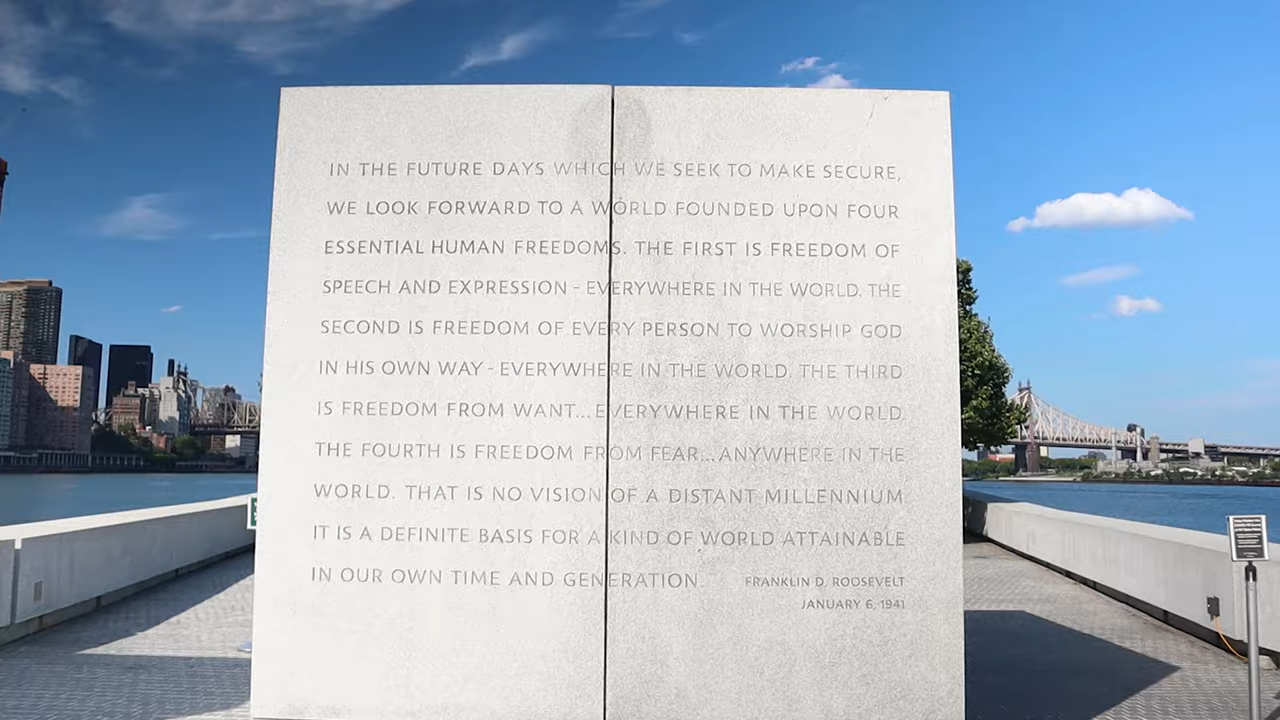 IN THE FUTURE DAYS WHICH WE SEEK TO MAKE SECURE,
WE LOOK FORWARD TO A WORLD FOUNDED UPON FOUR
ESSENTIAL HUMAN FREEDOMS. THE FIRST IS FREEDOM OF
SPEECH AND EXPRESSION - EVERYWHERE IN THE WORLD. THE
SECOND IS FREEDOM OF EVERY PERSON TO WORSHIP GOD
IN HIS OWN WAY - EVERYWHERE IN THE WORLD. THE THIRD
IS FREEDOM FROM WANT... EVERYWHERE IN THE WORLD.
THE FOURTH IS FREEDOM FROM FEAR... ANYWHERE IN THE
WORLD. THAT IS NO VISION OF A DISTANT MILLENNIUM
IT IS A DEFINITE BASIS FOR A KIND OF WORLD ATTAINABLE
IN OUR OWN TIME AND GENERATION. FRANKLIN D. ROOSEVELT
JANUARY 6, 1941